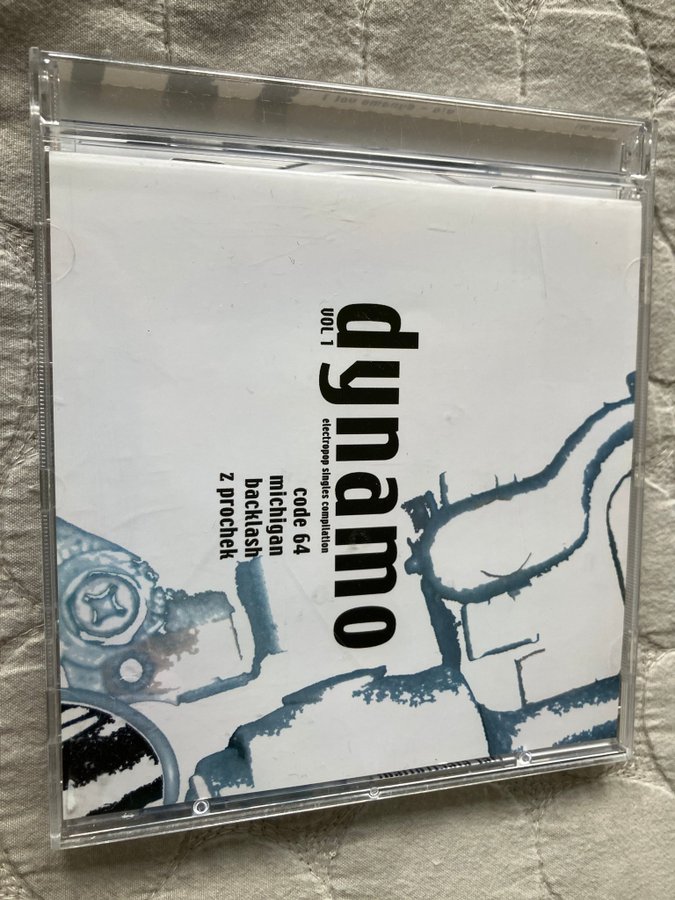 dynamo
VOL 1
electropop singles compilation
code 64
michigan
backlash
z prochek